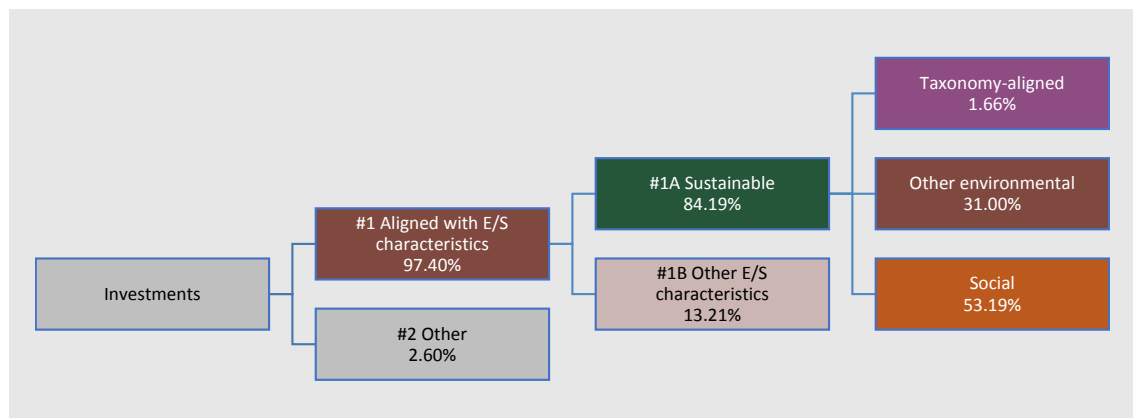 Investments
#1 Aligned with E/S
characteristics
97.40%
#2 Other
2.60%
#1A Sustainable
84.19%
#1B Other E/S
characteristics
13.21%
Taxonomy-aligned
1.66%
Other environmental
31.00%
Social
53.19%